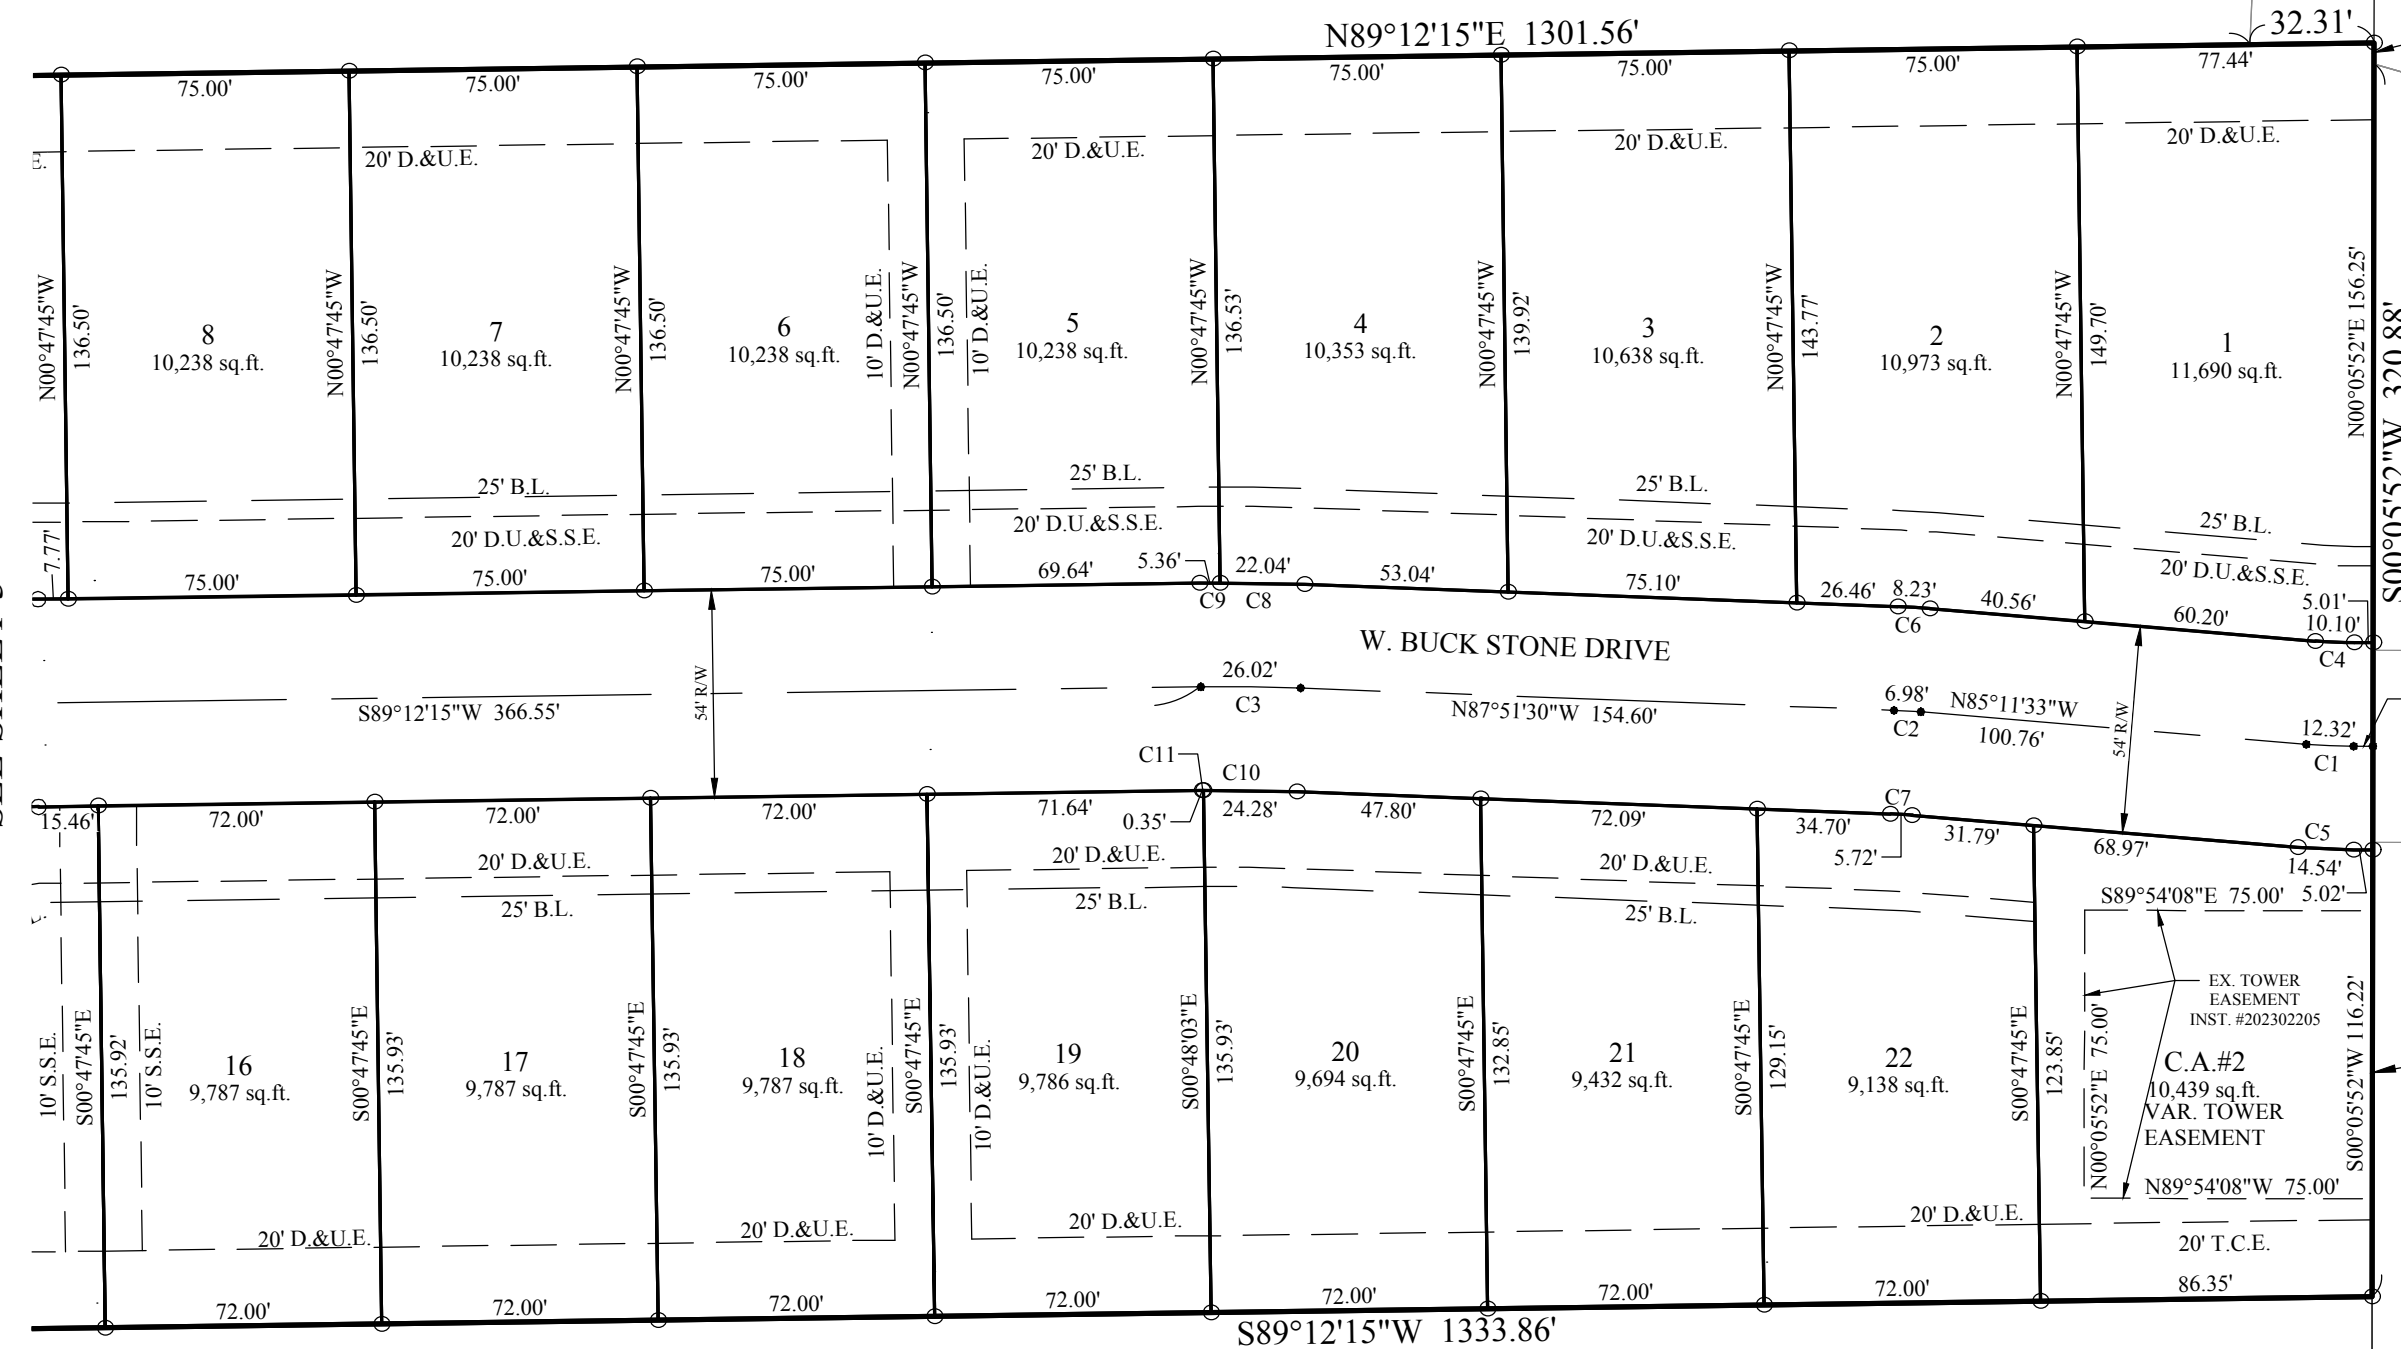 N89°12'15"E 1301.56'
32.31'
75.00'
75.00'
75.00'
75.00'
75.00'
75.00'
75.00'
77.44'
E.
20' D.&U.E.
20' D.&U.E.
20' D.&U.E.
20' D.&U.E.
N00°47'45"W
136.50'
8
10,238 sq.ft.
N00°47'45"W
136.50'
7
10,238 sq.ft.
N00°47'45"W
136.50'
6
10,238 sq.ft.
10' D.&U.E.
N00°47'45"W
136.50'
10' D.&U.E.
5
10,238 sq.ft.
N00°47'45"W
136.53'
4
10,353 sq.ft.
N00°47'45"W
139.92'
3
10,638 sq.ft.
N00°47'45"W
143.77'
2
10,973 sq.ft.
N00°47'45"W
149.70'
1
11,690 sq.ft.
N00°05'52"E 156.25'
S00°05'52"W 320.88'
25' B.L.
25' B.L.
25' B.L.
25' B.L.
20' D.U.&S.S.E.
20' D.U.&S.S.E.
20' D.U.&S.S.E.
20' D.U.&S.S.E.
7.77'
75.00'
75.00'
75.00'
69.64'
5.36'
22.04'
53.04'
75.10'
26.46'
8.23'
40.56'
60.20'
5.01'
10.10'
C9
C8
C6
C4
W. BUCK STONE DRIVE
54' R/W
S89°12'15"W 366.55'
26.02'
C3
N87°51'30"W 154.60'
6.98'
C2
N85°11'33"W
100.76'
54' R/W
12.32'
C1
C11
C10
C7
C5
15.46'
72.00'
72.00'
72.00'
71.64'
0.35'
24.28'
47.80'
72.09'
34.70'
5.72'
31.79'
68.97'
14.54'
5.02'
20' D.&U.E.
20' D.&U.E.
20' D.&U.E.
25' B.L.
25' B.L.
25' B.L.
S89°54'08"E 75.00'
10' S.S.E.
S00°47'45"E
135.92'
10' S.S.E.
16
9,787 sq.ft.
S00°47'45"E
135.93'
17
9,787 sq.ft.
S00°47'45"E
135.93'
18
9,787 sq.ft.
10' D.&U.E.
S00°47'45"E
135.93'
10' D.&U.E.
19
9,786 sq.ft.
S00°48'03"E
135.93'
20
9,694 sq.ft.
S00°47'45"E
132.85'
21
9,432 sq.ft.
S00°47'45"E
129.15'
22
9,138 sq.ft.
S00°47'45"E
123.85'
N00°05'52"E 75.00'
EX. TOWER
EASEMENT
INST. #202302205
C.A.#2
10,439 sq.ft.
VAR. TOWER
EASEMENT
S00°05'52"W 116.22'
N89°54'08"W 75.00'
20' D.&U.E.
20' D.&U.E.
20' D.&U.E.
20' D.&U.E.
20' T.C.E.
72.00'
72.00'
72.00'
72.00'
72.00'
72.00'
72.00'
86.35'
S89°12'15"W 1333.86'